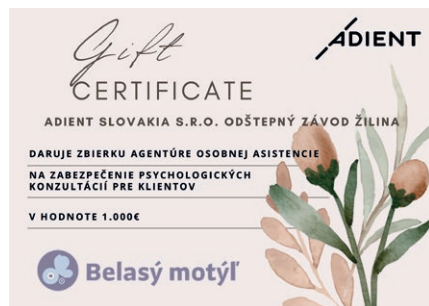 Gift
ADIENT
CERTIFICATE
ADIENT SLOVAKIA S.R.O. ODŠTEPNÝ ZÁVOD ŽILINA
DARUJE ZBIERKU AGENTÚRE OSOBNEJ ASISTENCIE
NA ZABEZPEČENIE PSYCHOLOGICKÝCH
KONZULTÁCIÍ PRE KLIENTOV
V HODNOTE 1.000€
Belasý motýľ